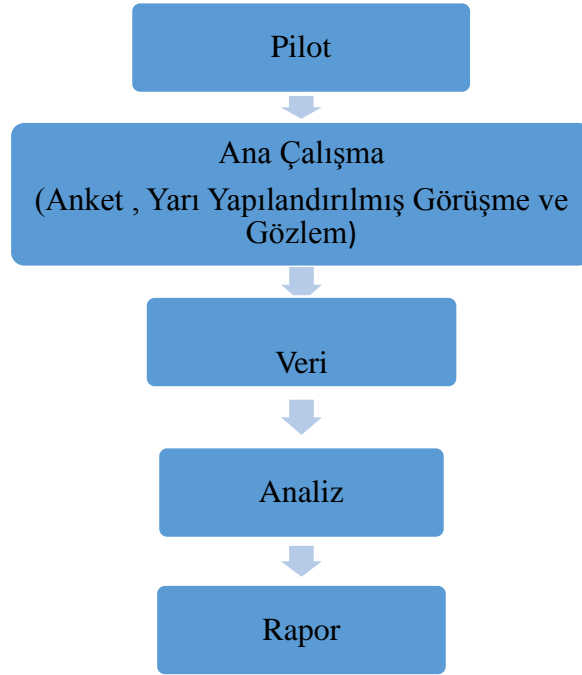 Pilot
Ana Çalışma
(Anket , Yarı Yapılandırılmış Görüşme ve
Gözlem)
Veri
Analiz
Rapor